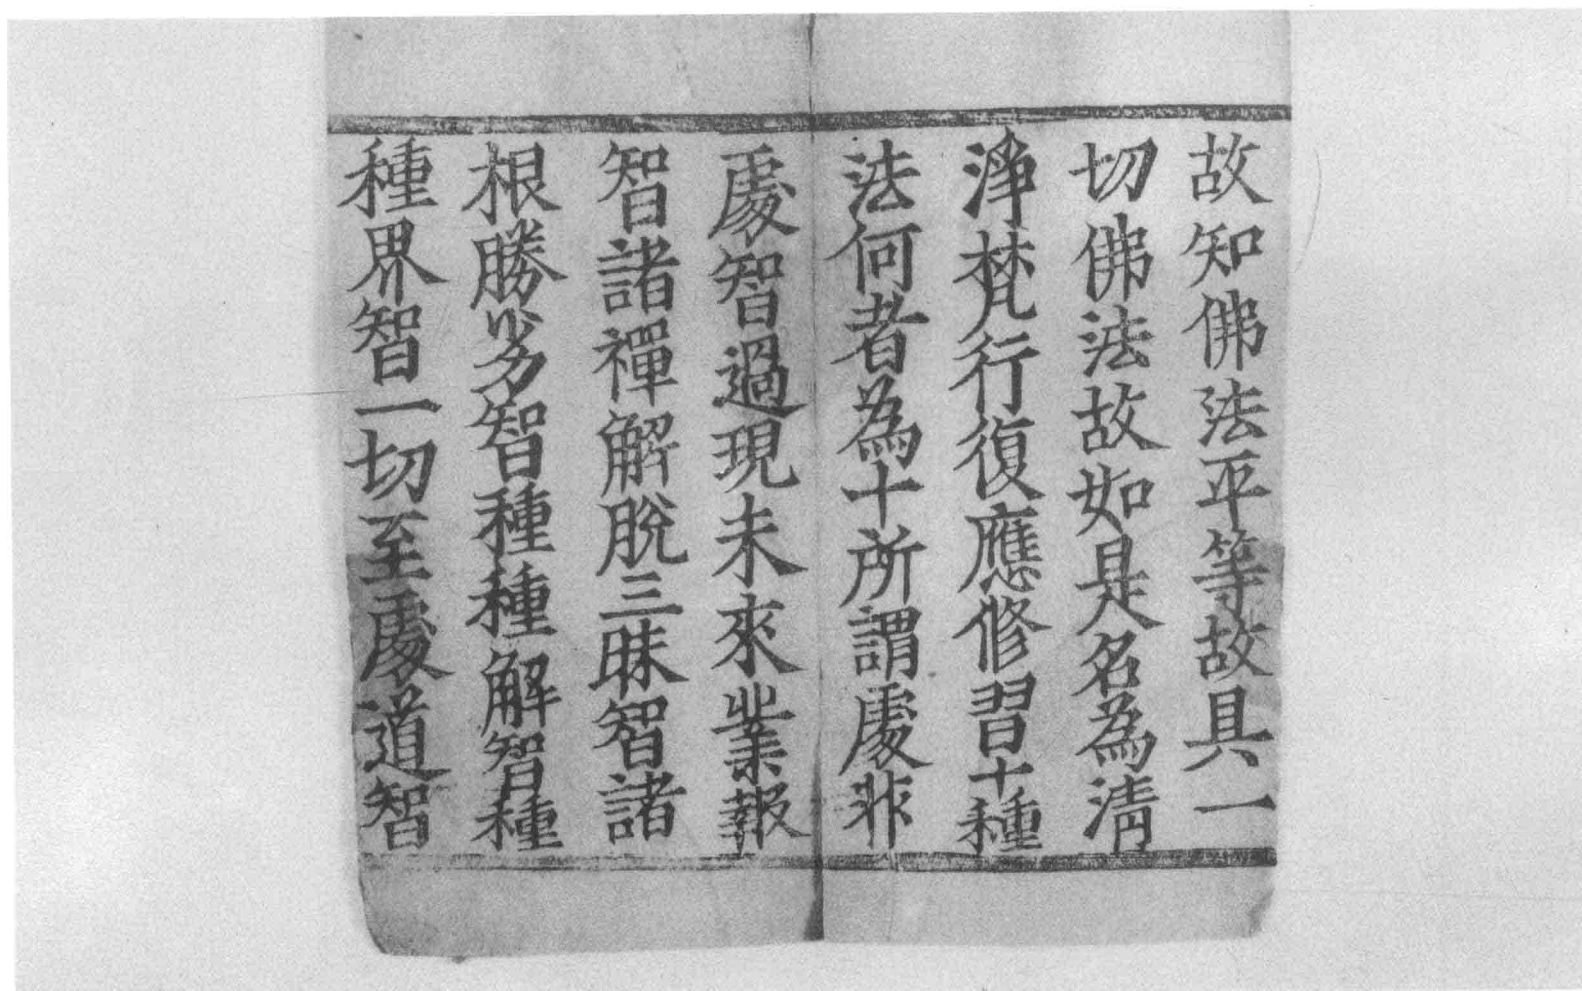 故知佛法平等故具一
切佛法故如是名為清
淨梵行復應修習十種
法何者為十所謂處非
處智過現未來業報
智諸禪解脫三昧智諸
根勝劣智種種解智種
種界智一切至處道智